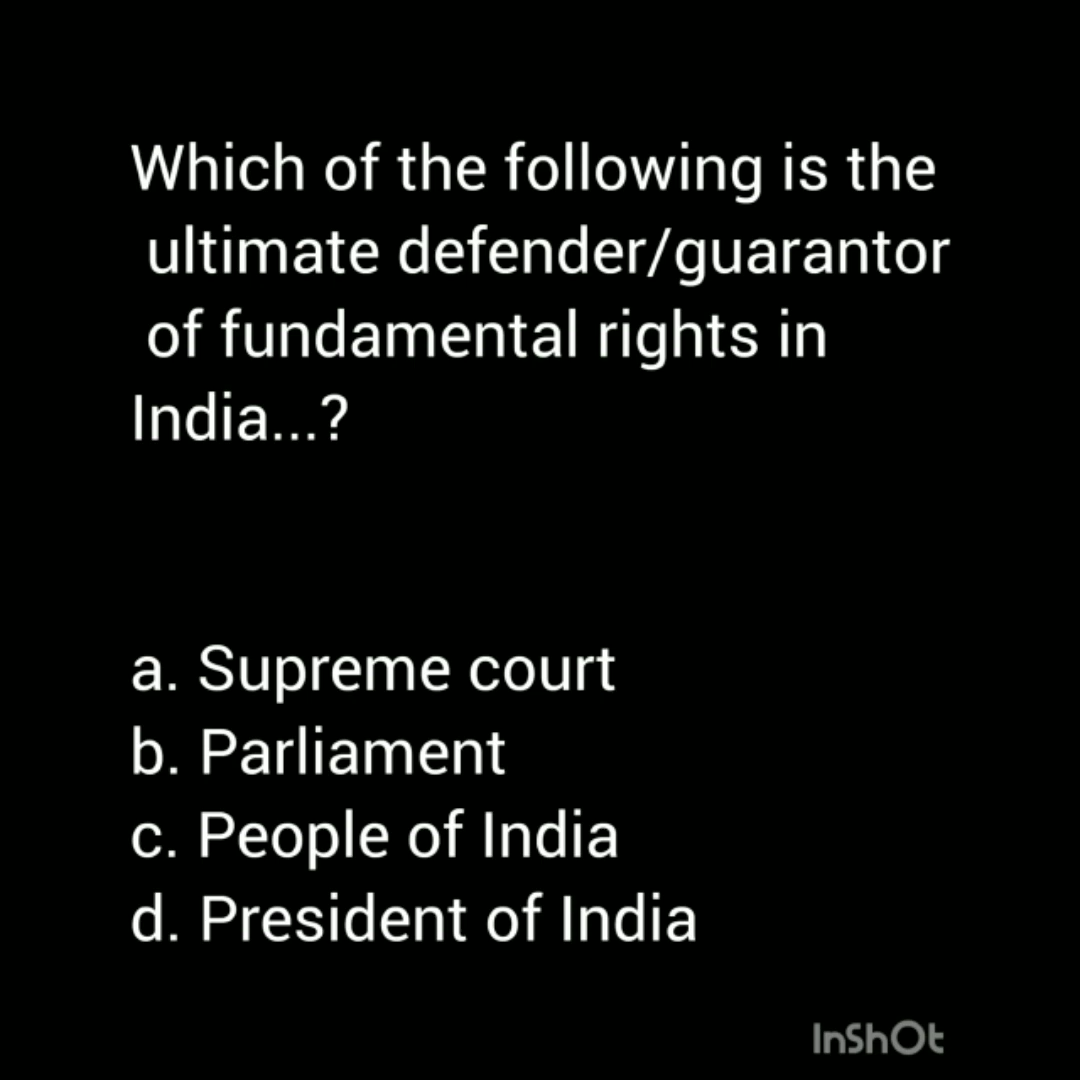 Which of the following is the
ultimate defender/guarantor
of fundamental rights in
India...?
a. Supreme court
b. Parliament
c. People of India
d. President of India
InShOt